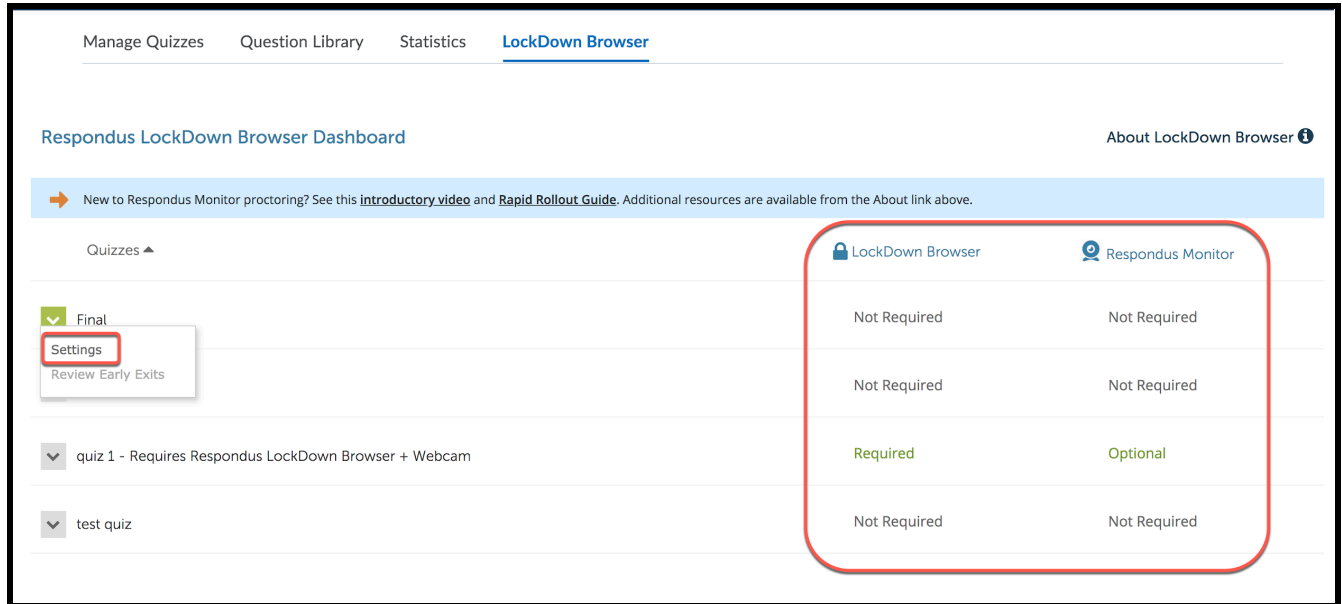 Manage Quizzes Question Library Statistics LockDown Browser
Respondus LockDown Browser Dashboard
About LockDown Browser
New to Respondus Monitor proctoring? See this introductory video and Rapid Rollout Guide. Additional resources are available from the About link above.
Quizzes LockDown Browser Respondus Monitor
Final Not Required Not Required
Settings
Review Early Exits
Not Required Not Required
quiz 1 - Requires Respondus LockDown Browser + Webcam Required Optional
test quiz Not Required Not Required